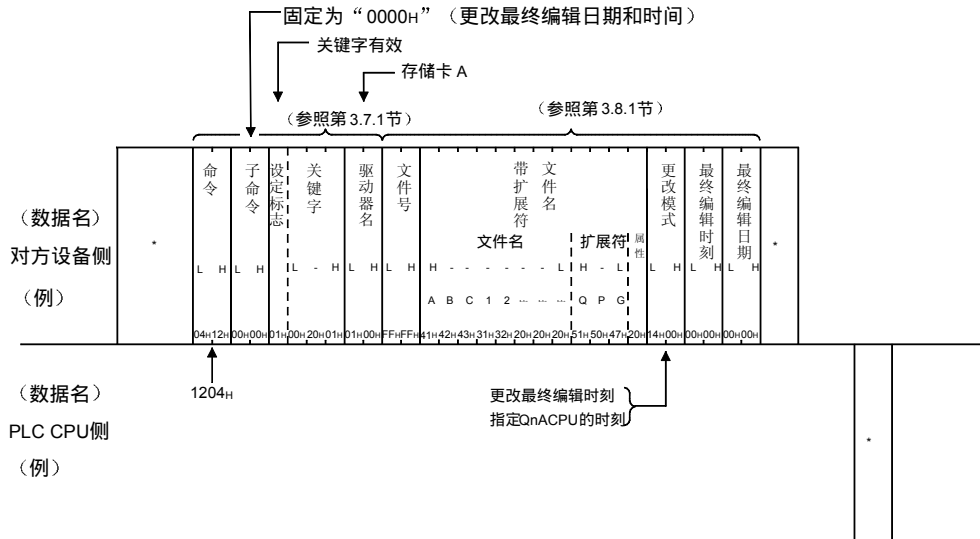 固定为“0000H”（更改最终编辑日期和时间）
关键字有效
存储卡 A
（参照第 3.7.1节）
（参照第 3.8.1节）
命令
子命令
设定标志
关键字
驱动器名
文件号
带扩展符
文件名
更改模式
最终编辑时刻
最终编辑日期
文件名
扩展符
属性
（数据名）
对方设备侧
（例）
*
*
L H L H L - H L H L H H - - - - - - L H - L L H L H L H
A B C 1 2 Q P G
04H 12H 00H 00H 01H 00H 20H 01H 01H 00H FFH FFH 41H 42H 43H 31H 32H 20H 20H 20H 51H 50H 47H 20H 14H 00H 00H 00H 00H 00H
1204H
更改最终编辑时刻
指定QnACPU的时刻
（数据名）
PLC CPU侧
（例）
*